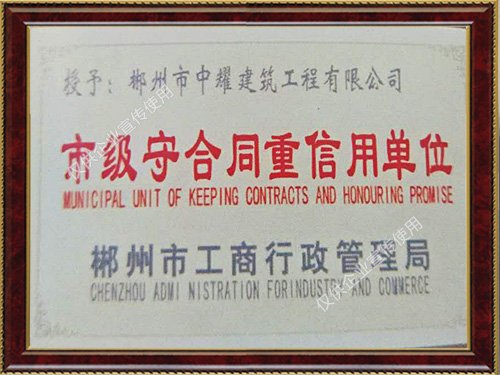 授予：郴州市中耀建筑工程有限公司
市级守合同重信用单位
MUNICIPAL UNIT OF KEEPING CONTRACTS AND HONOURING PROMISE
郴州市工商行政管理局
CHENZHOU ADMI NISTRATION FORINDUSTRY AND COMMERCE
仅供企业宣传使用
仅供企业宣传使用